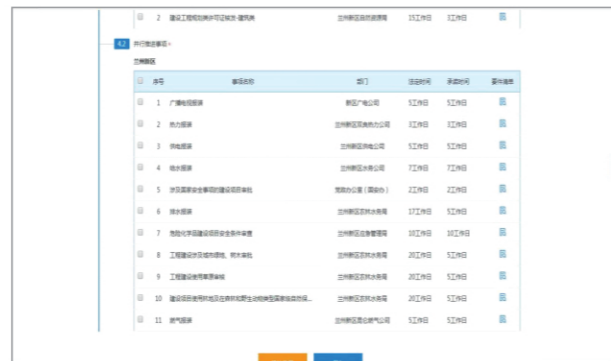 2 建设工程规划类许可证核发-建筑类 兰州新区自然资源局 15工作日 3工作日
4.2 并行推进事项
兰州新区
序号 事项名称 部门 法定时间 承诺时间 要件清单
1 广播电视报装 新区广电公司 5工作日 5工作日
2 热力报装 兰州新区双良热力公司 3工作日 3工作日
3 供电报装 兰州新区供电公司 5工作日 5工作日
4 给水报装 兰州新区水务公司 7工作日 7工作日
5 涉及国家安全事项的建设项目审批 党政办公室（国安办） 2工作日 2工作日
6 排水报装 兰州新区农林水务局 17工作日 5工作日
7 危险化学品建设项目安全条件审查 兰州新区应急管理局 10工作日 10工作日
8 工程建设涉及城市绿地、树木审批 兰州新区农林水务局 20工作日 5工作日
9 工程建设使用草原审核 兰州新区农林水务局 20工作日 5工作日
10 建设项目使用林地及在森林和野生动物类型国家级自然保... 兰州新区农林水务局 20工作日 5工作日
11 燃气报装 兰州新区昆仑燃气公司 5工作日 5工作日